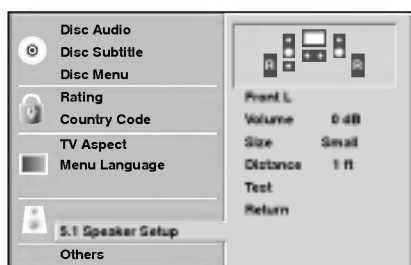 Disc Audio
Disc Subtitle
Disc Menu
Rating
Country Code
TV Aspect
Menu Language
5.1 Speaker Setup
Others
R
R
Front L
Volume 0 dB
Size Small
Distance 1 ft
Test
Return